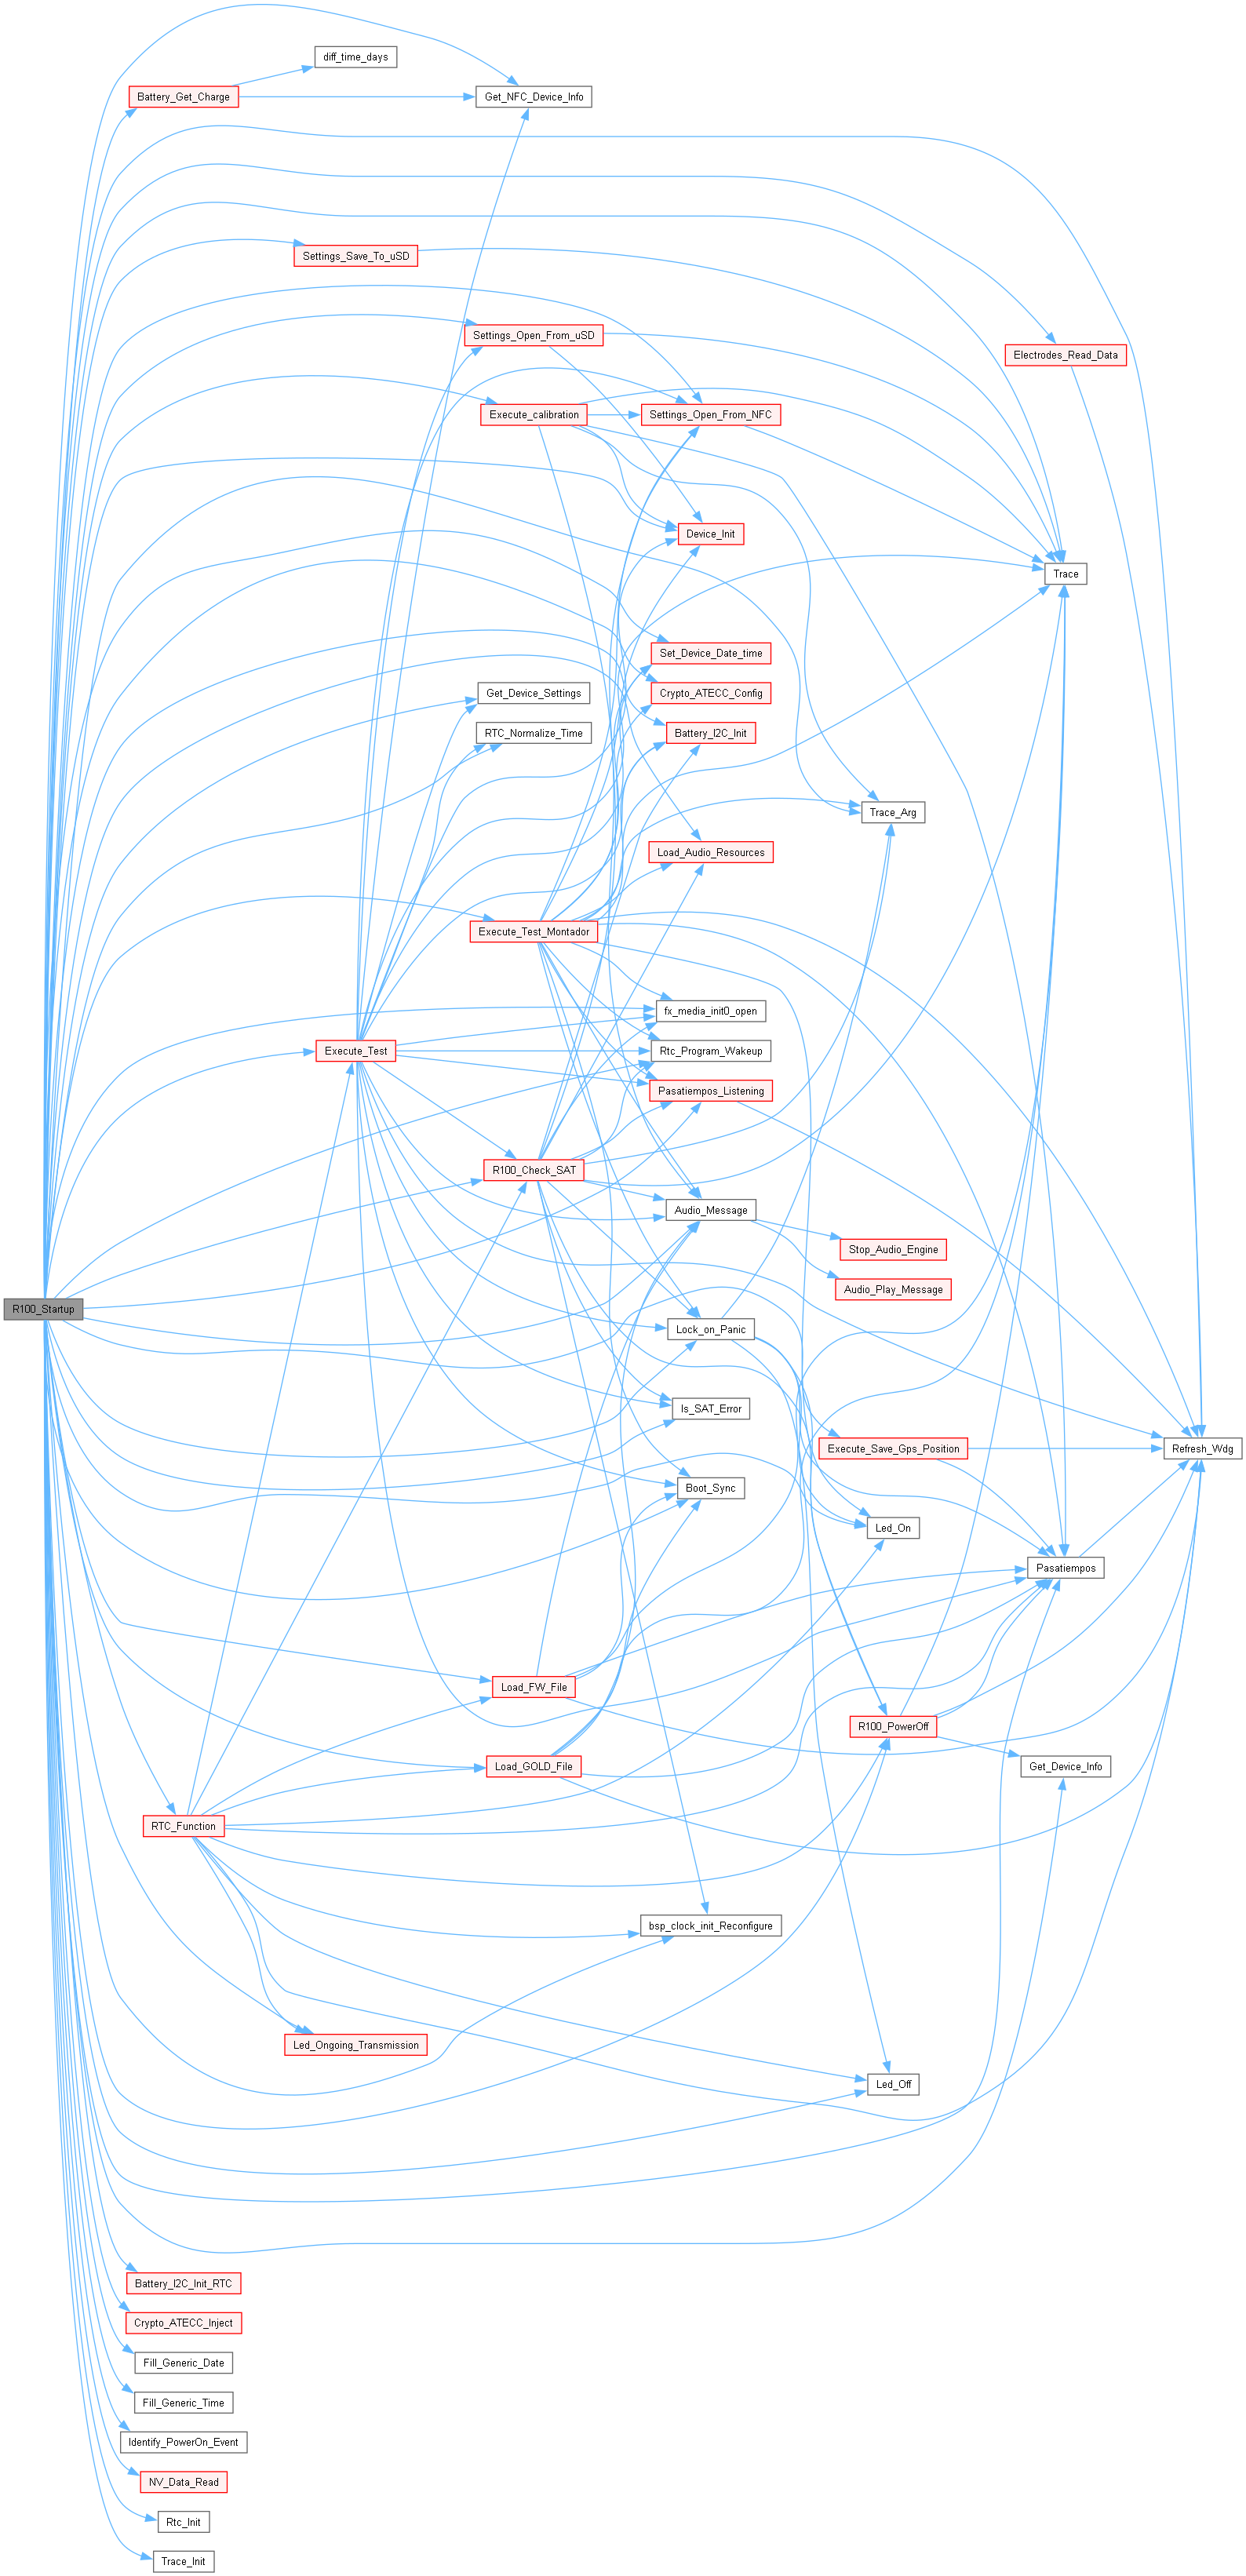 diff_time_days
Battery_Get_Charge
Get_NFC_Device_Info
Settings_Save_To_uSD
Settings_Open_From_uSD
Electrodes_Read_Data
Execute_calibration
Settings_Open_From_NFC
Device_Init
Trace
Set_Device_Date_time
Get_Device_Settings
Crypto_ATECC_Config
RTC_Normalize_Time
Battery_I2C_Init
Trace_Arg
Load_Audio_Resources
Execute_Test_Montador
fx_media_init0_open
Execute_Test
Rtc_Program_Wakeup
Pasatiempos_Listening
R100_Check_SAT
Audio_Message
Stop_Audio_Engine
Audio_Play_Message
R100_Startup
Lock_on_Panic
Is_SAT_Error
Execute_Save_Gps_Position
Refresh_Wdg
Boot_Sync
Led_On
Pasatiempos
Load_FW_File
R100_PowerOff
Load_GOLD_File
Get_Device_Info
RTC_Function
bsp_clock_init_Reconfigure
Led_Ongoing_Transmission
Led_Off
Battery_I2C_Init_RTC
Crypto_ATECC_Inject
Fill_Generic_Date
Fill_Generic_Time
Identify_PowerOn_Event
NV_Data_Read
Rtc_Init
Trace_Init